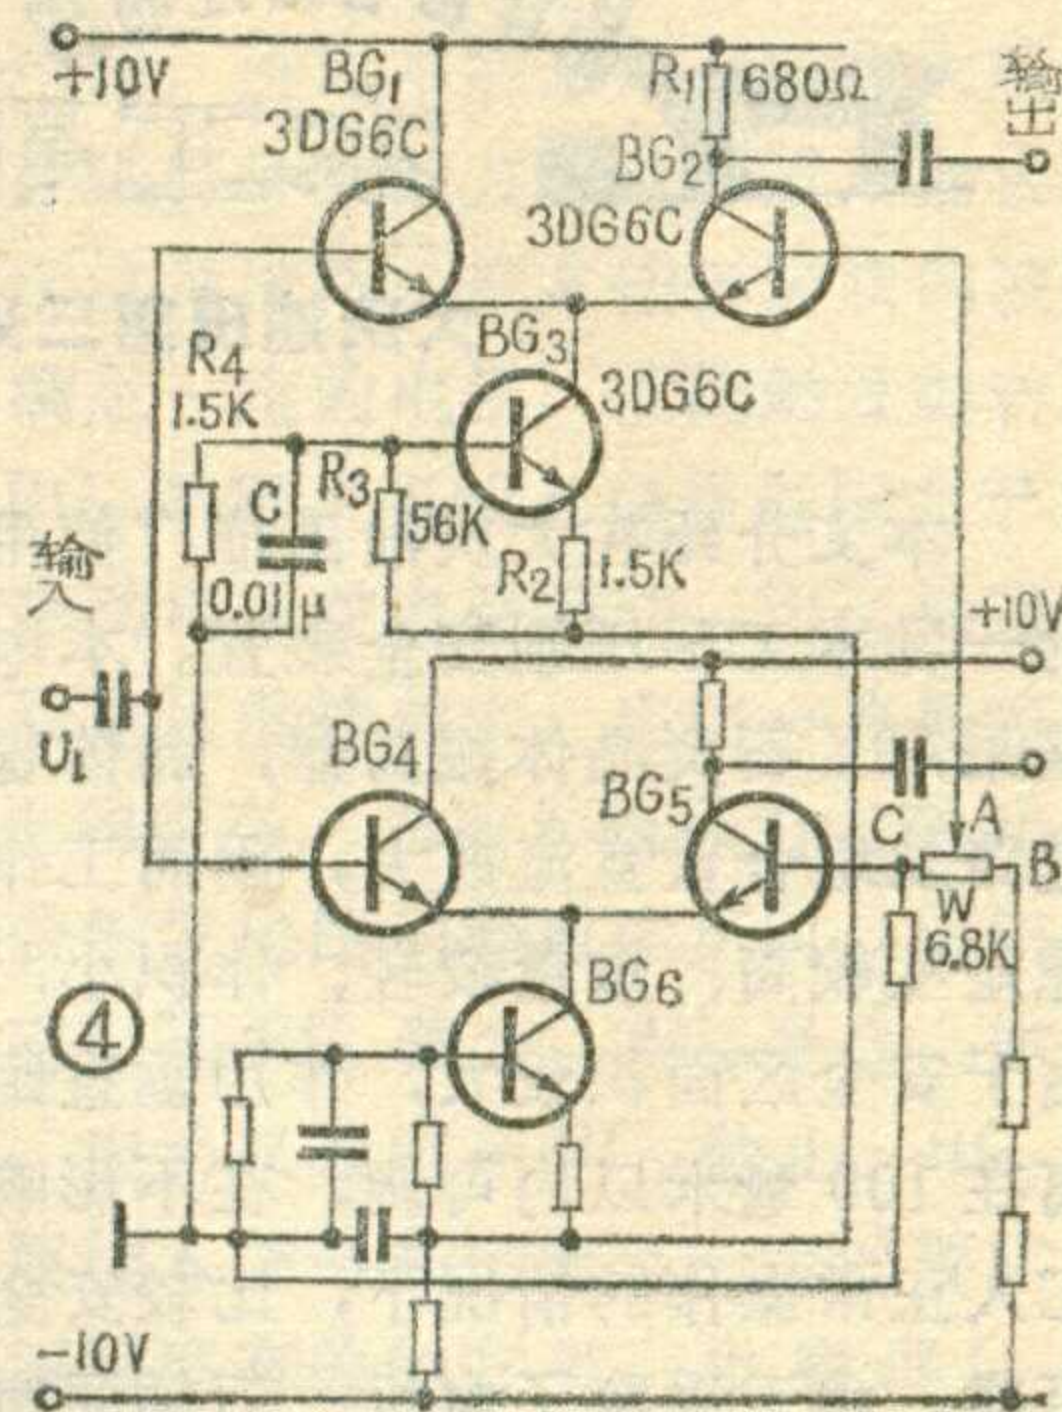 +10V
BG1
3DG6C
R1
680Ω
输出
BG2
3DG6C
BG3
3DG6C
R4
1.5K
R3
56K
C
0.01μ
R2
1.5K
输入
U1
+10V
BG4
BG5
C
A
B
W
6.8K
BG6
④
-10V